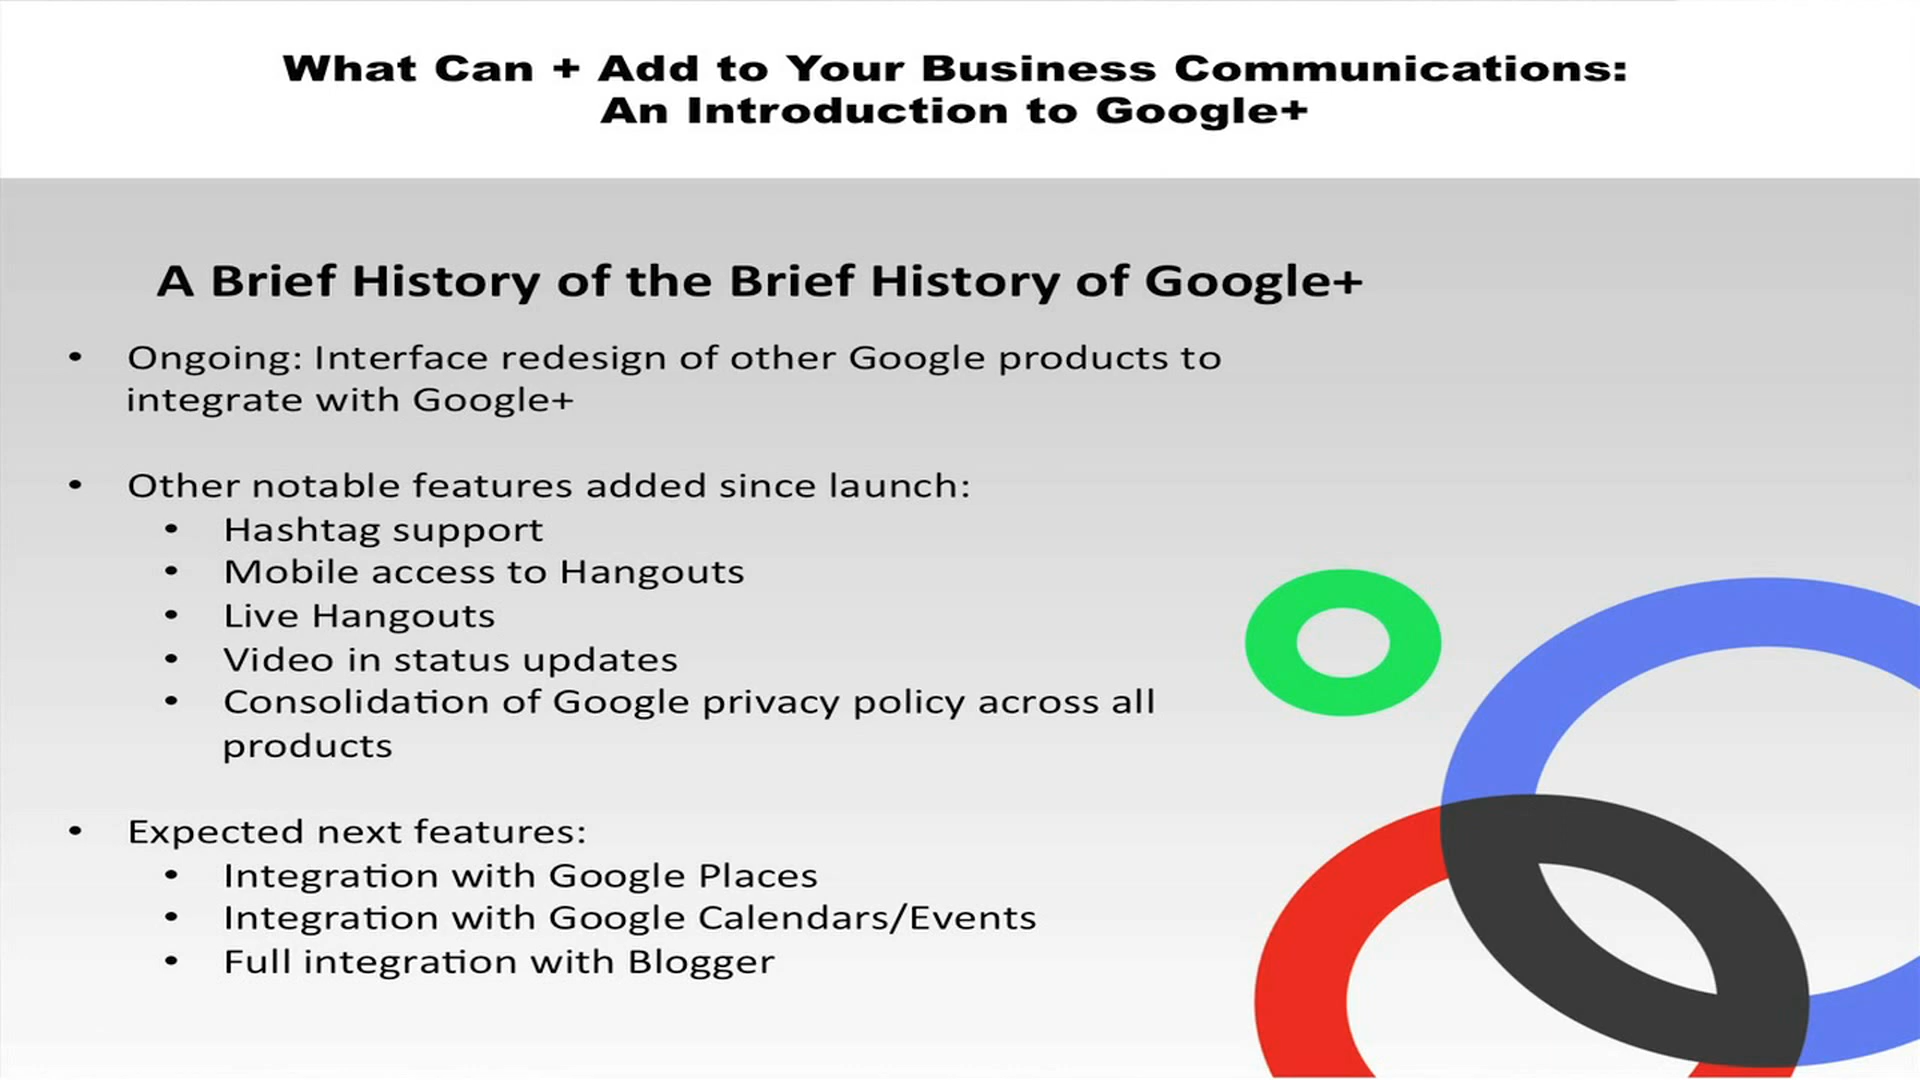 What Can + Add to Your Business Communications:
An Introduction to Google+
A Brief History of the Brief History of Google+
• Ongoing: Interface redesign of other Google products to
integrate with Google+
• Other notable features added since launch:
• Hashtag support
• Mobile access to Hangouts
• Live Hangouts
• Video in status updates
• Consolidation of Google privacy policy across all
products
• Expected next features:
• Integration with Google Places
• Integration with Google Calendars/Events
• Full integration with Blogger